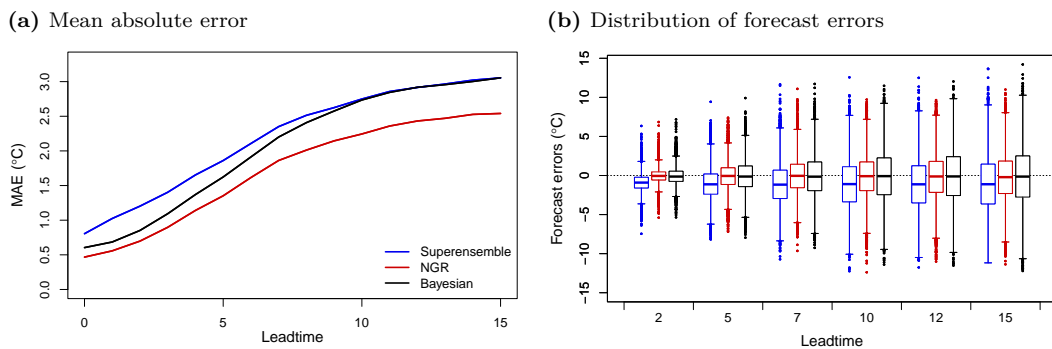 (a) Mean absolute error
MAE (°C)
3.0
2.5
2.0
1.5
1.0
0.5
0.0
Superensemble
NGR
Bayesian
0 5 10 15
Leadtime
(b) Distribution of forecast errors
Forecast errors (°C)
15
10
5
0
−5
−10
−15
2 5 7 10 12 15
Leadtime